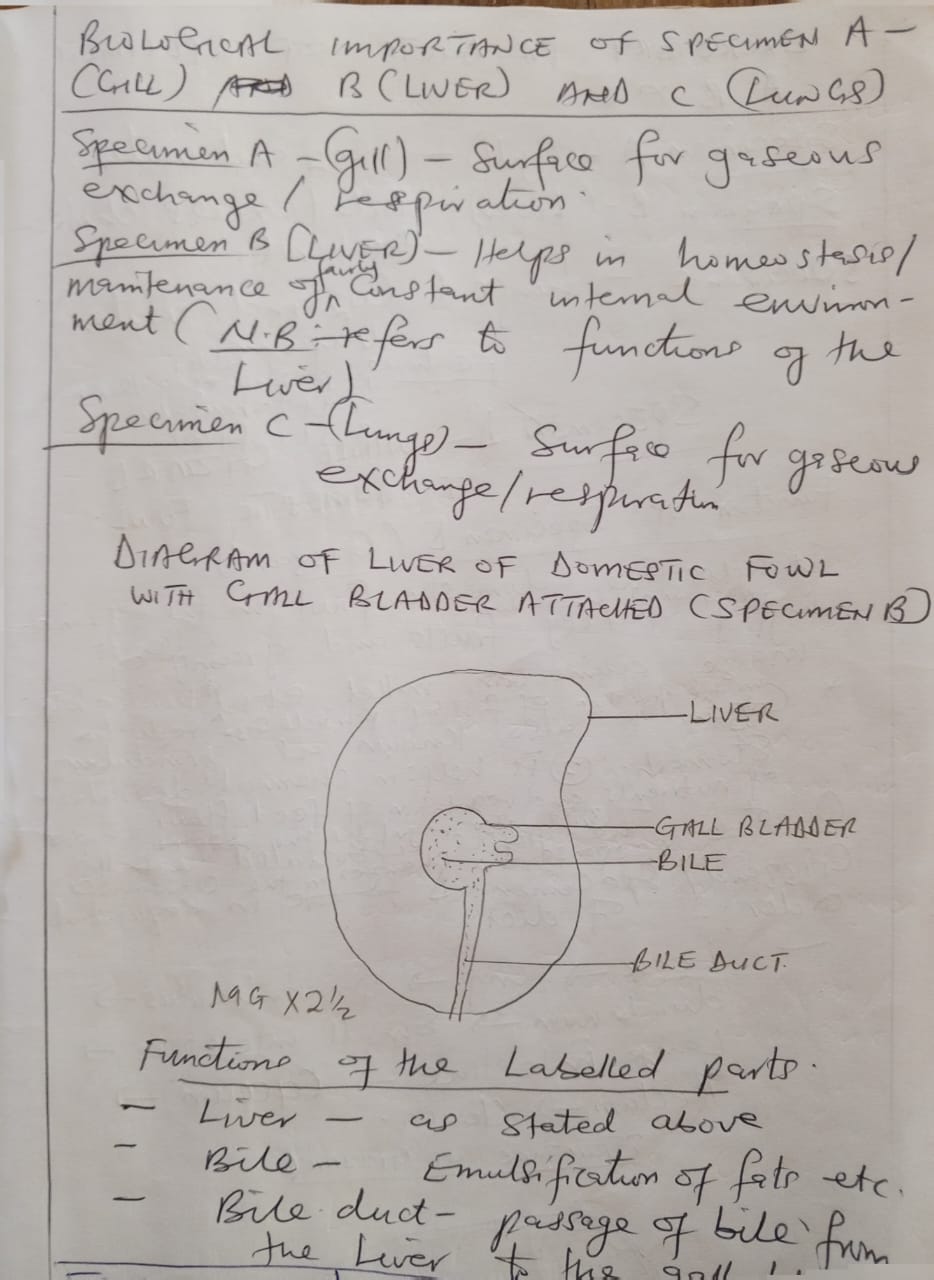 BIOLOGICAL IMPORTANCE OF SPECIMEN A-
(GILL) AND B (LIVER) AND C (LUNGS)
Specimen A - (gill) - Surface for gaseous
exchange / respiration.
Specimen B (LIVER) - Helps in homeostasis/
maintenance of fairly Constant internal environ-
ment (N.B :- refers to functions of the
Liver)
Specimen C - (Lungs) - Surface for gaseous
exchange/respiration
DIAGRAM OF LIVER OF DOMESTIC FOWL
WITH GALL BLADDER ATTACHED (SPECIMEN B)
LIVER
GALL BLADDER
BILE
BILE DUCT.
MG X2½
Functions of the Labelled parts.
- Liver - as stated above
- Bile - Emulsification of fats etc.
- Bile duct - passage of bile from
the Liver to the gall